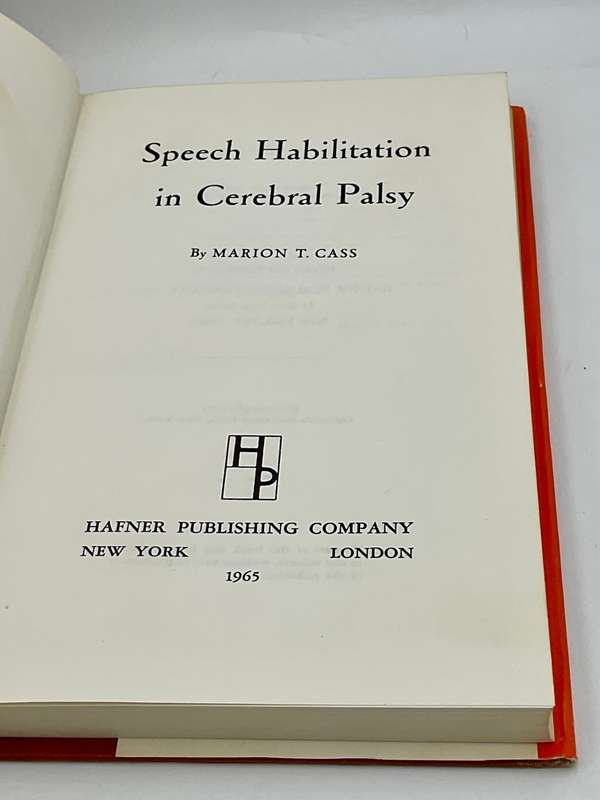 Speech Habilitation
in Cerebral Palsy
By MARION T. CASS
HP
HAFNER PUBLISHING COMPANY
NEW YORK LONDON
1965